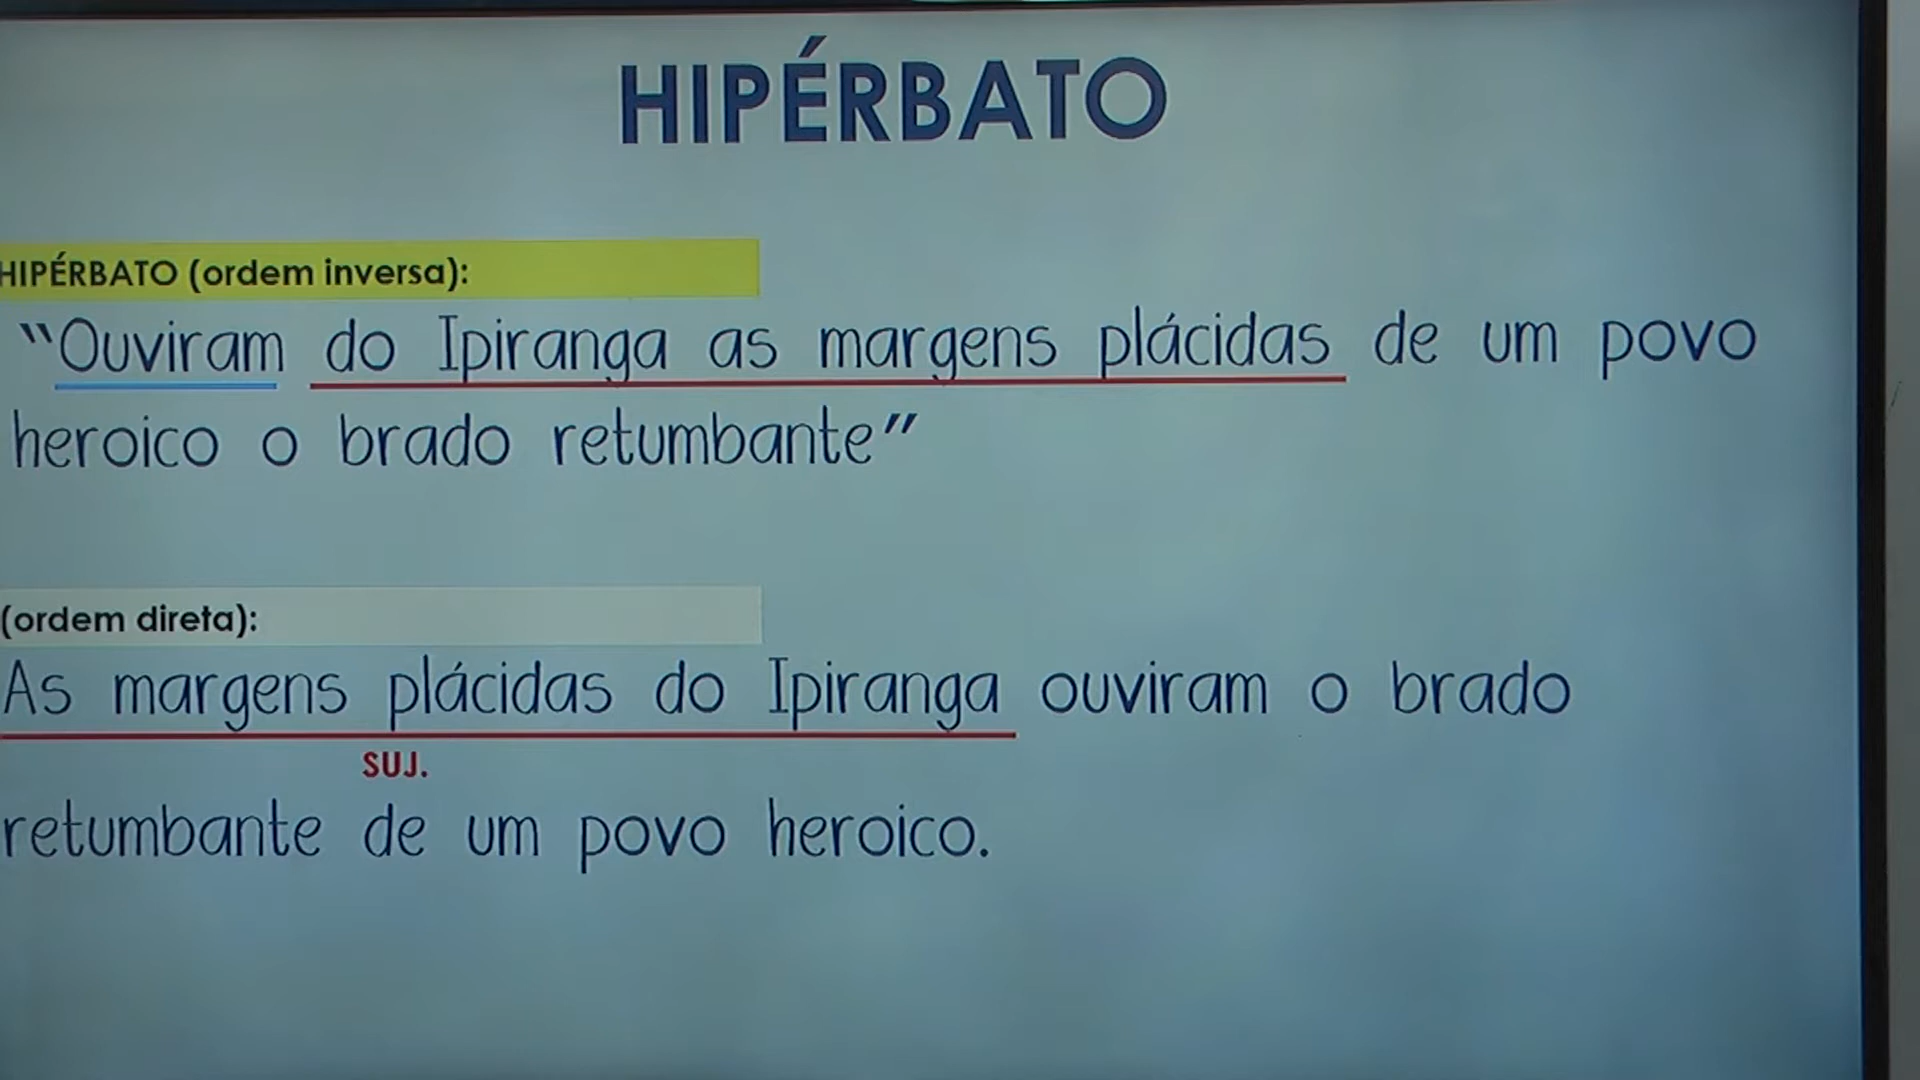 HIPÉRBATO
HIPÉRBATO (ordem inversa):
“Ouviram do Ipiranga as margens plácidas de um povo
heroico o brado retumbante”
(ordem direta):
As margens plácidas do Ipiranga ouviram o brado
SUJ.
retumbante de um povo heroico.